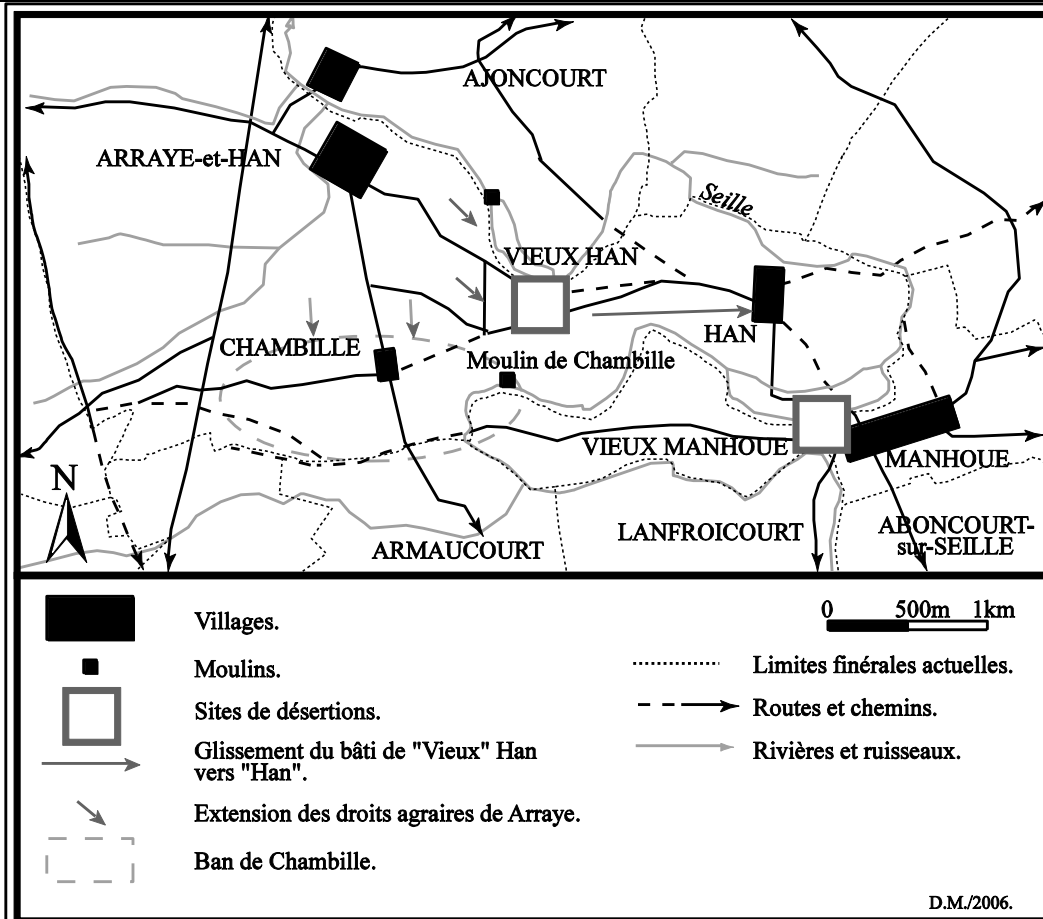 AJONCOURT
ARRAYE-et-HAN
Seille
VIEUX HAN
HAN
CHAMBILLE
Moulin de Chambille
VIEUX MANHOUE
MANHOUE
N
ARMAUCOURT
LANFROICOURT
ABONCOURT-
sur-SEILLE
Villages.
Moulins.
Sites de désertions.
Glissement du bâti de "Vieux" Han
vers "Han".
Extension des droits agraires de Arraye.
Ban de Chambille.
0 500m 1km
Limites finérales actuelles.
Routes et chemins.
Rivières et ruisseaux.
D.M./2006.